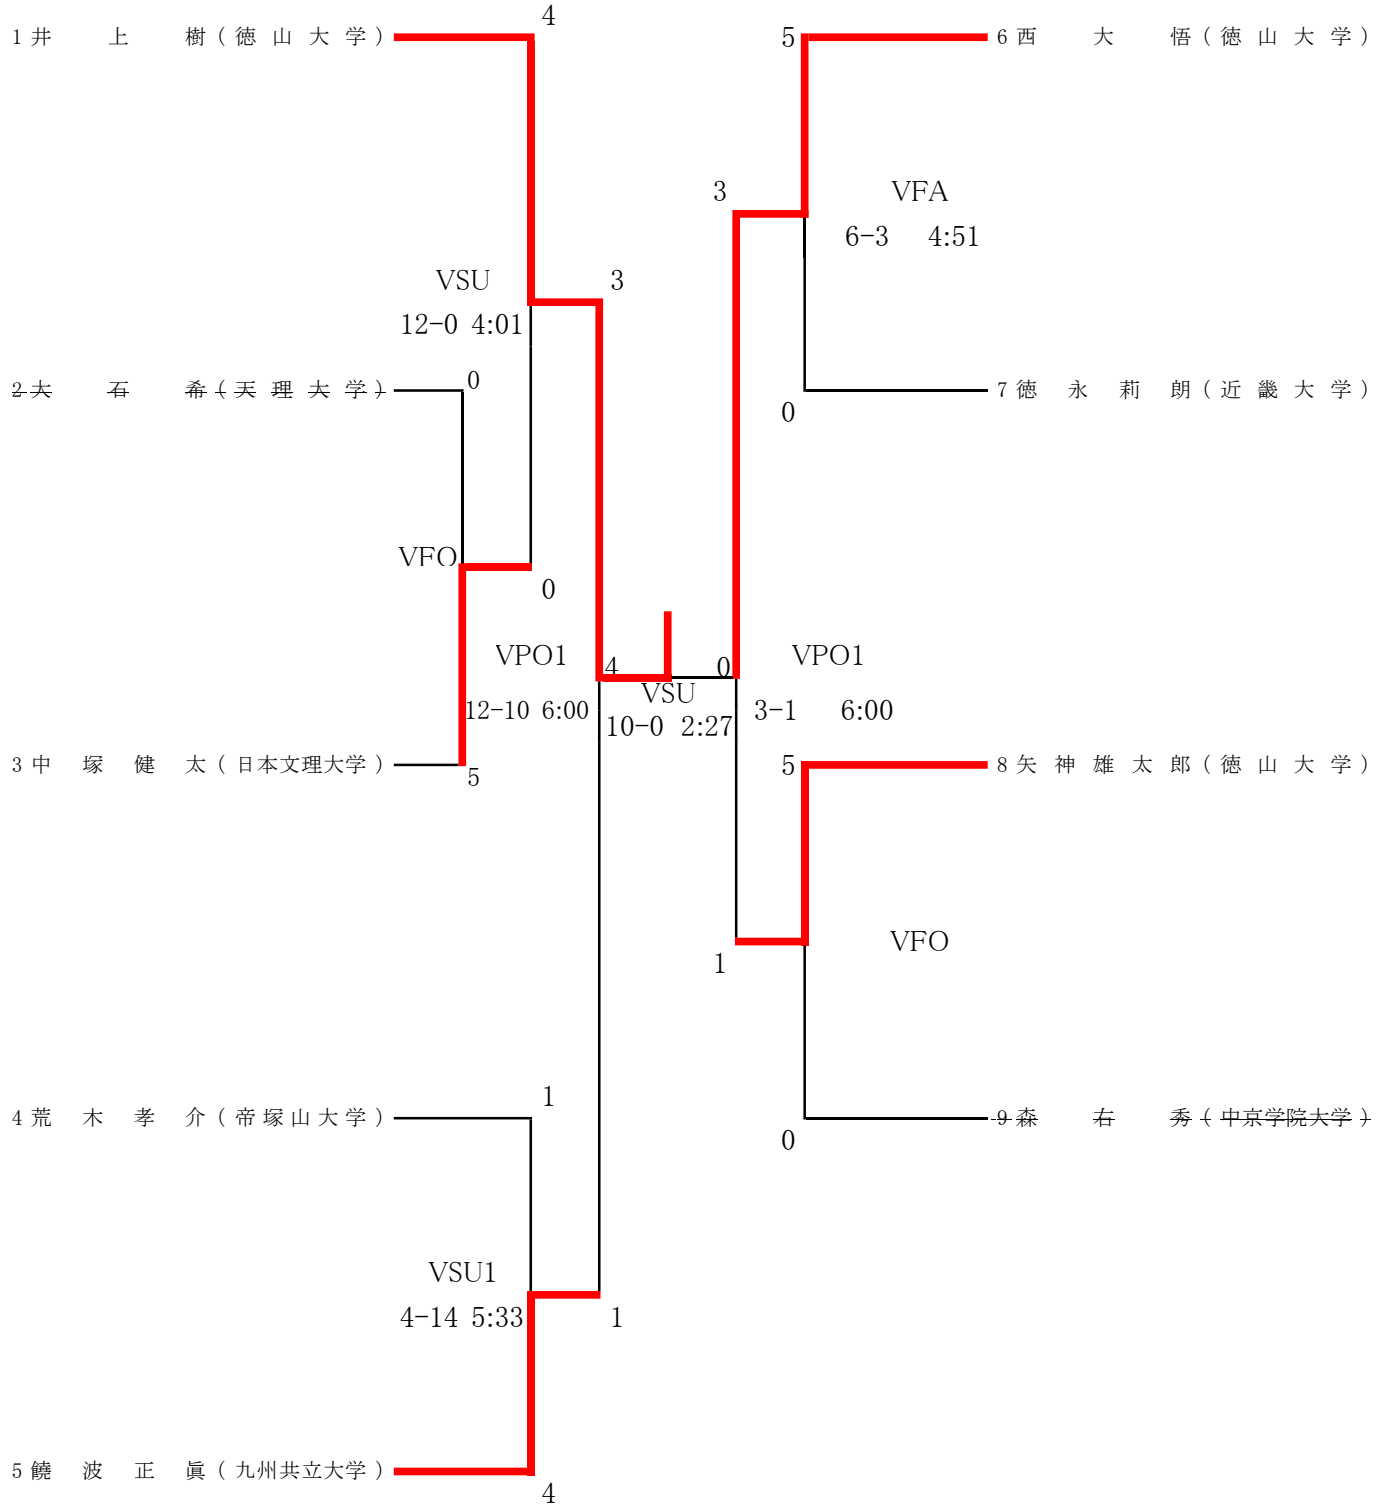 4
1 井上樹 ( 徳山大学 )
5
6 西大悟 ( 徳山大学 )
3
VFA
6-3 4:51
VSU
3
12-0 4:01
2 大石希 ( 天理大学 )
0
7 徳永莉朗 ( 近畿大学 )
0
VFO
0
VPO1
4
0
VPO1
VSU
12-10 6:00
10-0 2:27
3-1 6:00
3 中塚健太 ( 日本文理大学 )
5
5
8 矢神雄太郎 ( 徳山大学 )
VFO
1
1
4 荒木孝介 ( 帝塚山大学 )
9 森右秀 ( 中京学院大学 )
0
VSU1
4-14 5:33
1
5 饒波正眞 ( 九州共立大学 )
4